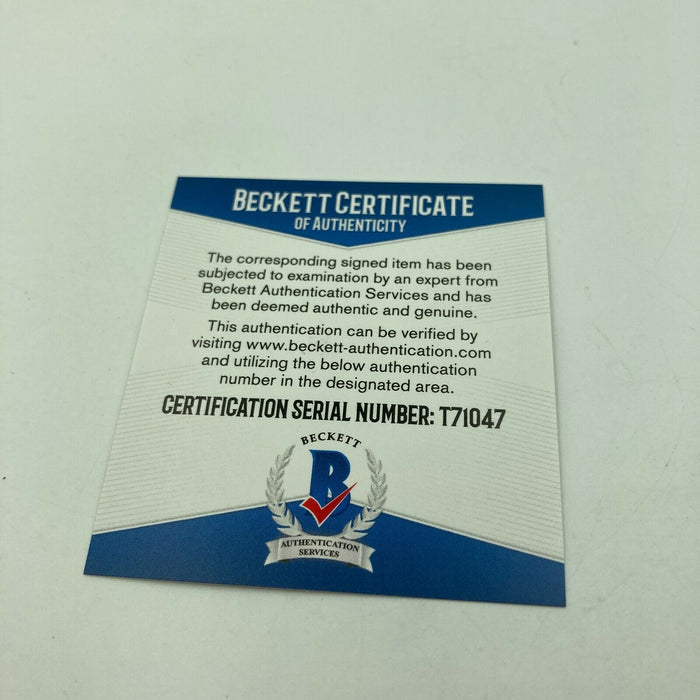 BECKETT CERTIFICATE
OF AUTHENTICITY
The corresponding signed item has been
subjected to examination by an expert from
Beckett Authentication Services and has
been deemed authentic and genuine.
This authentication can be verified by
visiting www.beckett-authentication.com
and utilizing the below authentication
number in the designated area.
CERTIFICATION SERIAL NUMBER: T71047
BECKETT
B
AUTHENTICATION
SERVICES